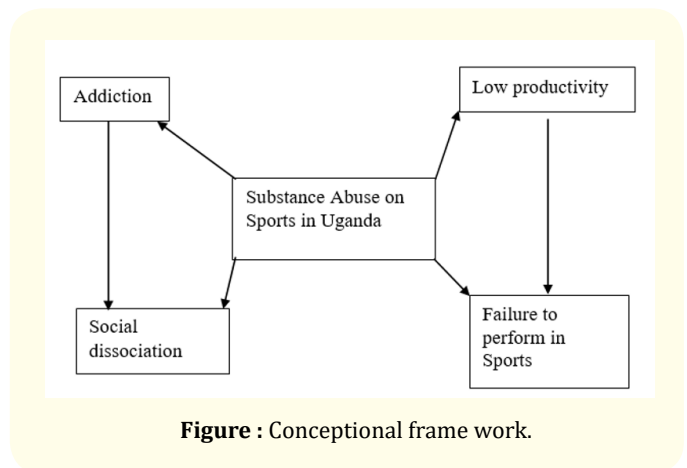 Addiction
Low productivity
Substance Abuse on
Sports in Uganda
Social
dissociation
Failure to
perform in
Sports
Figure : Conceptional frame work.